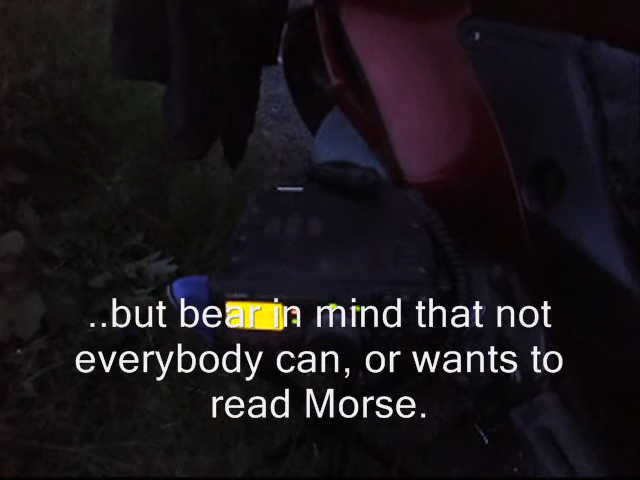 ..but bear in mind that not
everybody can, or wants to
read Morse.